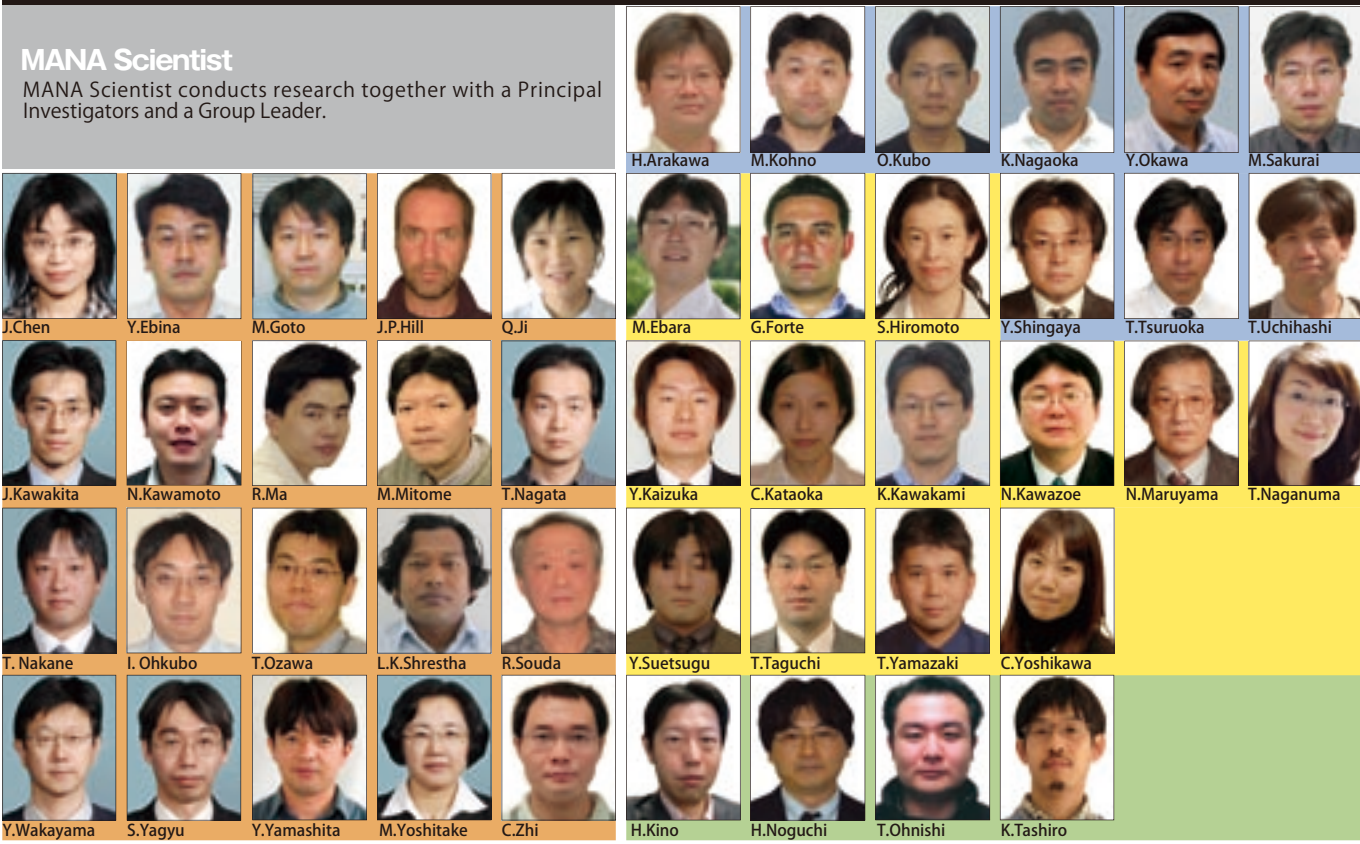 MANA Scientist
MANA Scientist conducts research together with a Principal
Investigators and a Group Leader.
H.Arakawa M.Kohno O.Kubo K.Nagaoka Y.Okawa M.Sakurai
J.Chen Y.Ebina M.Goto J.P.Hill Q.Ji M.Ebara G.Forte S.Hiromoto Y.Shingaya T.Tsuruoka T.Uchihashi
J.Kawakita N.Kawamoto R.Ma M.Mitome T.Nagata Y.Kaizuka C.Kataoka K.Kawakami N.Kawazoe N.Maruyama T.Naganuma
T. Nakane I. Ohkubo T.Ozawa L.K.Shrestha R.Souda Y.Suetsugu T.Taguchi T.Yamazaki C.Yoshikawa
Y.Wakayama S.Yagyu Y.Yamashita M.Yoshitake C.Zhi H.Kino H.Noguchi T.Ohnishi K.Tashiro